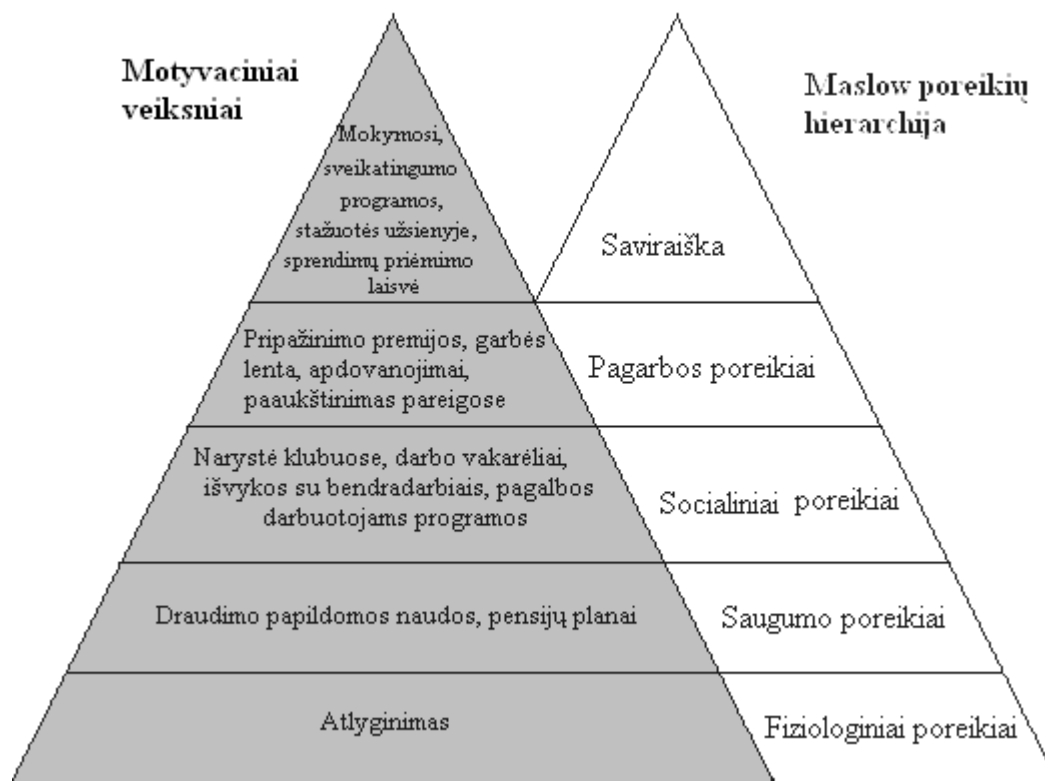 Motyvaciniai
veiksniai
Maslow poreikių
hierarchija
Mokymosi,
sveikatingumo
programos,
stažuotės užsienyje,
sprendimų priėmimo
laisvė
Saviraiška
Pripažinimo premijos, garbės
lenta, apdovanojimai,
paaukštinimas pareigose
Pagarbos poreikiai
Narystė klubuose, darbo vakarėliai,
išvykos su bendradarbiais, pagalbos
darbuotojams programos
Socialiniai poreikiai
Draudimo papildomos naudos, pensijų planai
Saugumo poreikiai
Atlyginimas
Fiziologiniai poreikiai